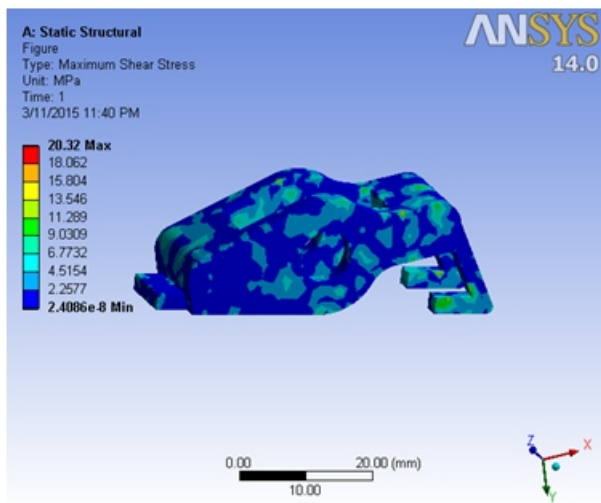 A: Static Structural
Figure
Type: Maximum Shear Stress
Unit: MPa
Time: 1
3/11/2015 11:40 PM
ANSYS
14.0
20.32 Max
18.062
15.804
13.546
11.289
9.0309
6.7732
4.5154
2.2577
2.4086e-8 Min
0.00 20.00 (mm)
10.00
Z X
Y